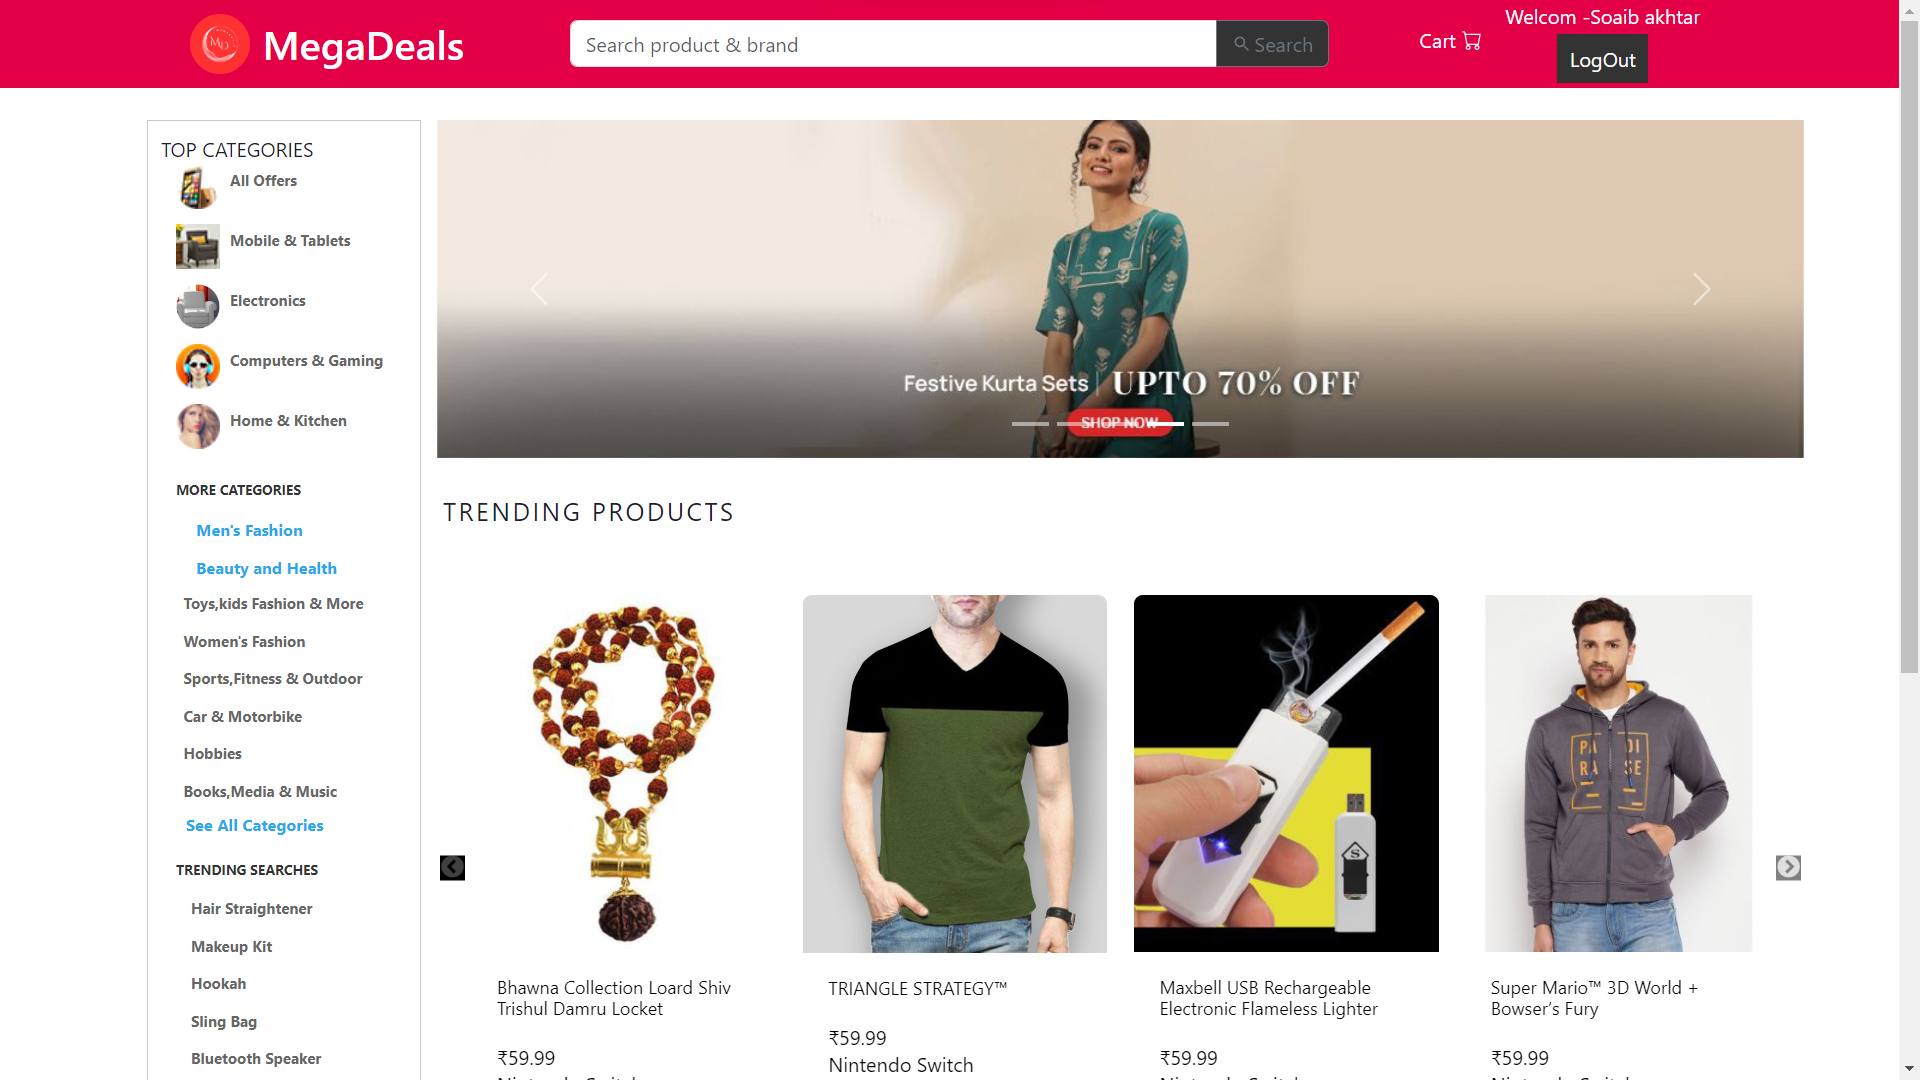 MegaDeals
Search product & brand
Search
Cart
Welcom -Soaib akhtar
LogOut
TOP CATEGORIES
All Offers
Mobile & Tablets
Electronics
Computers & Gaming
Home & Kitchen
MORE CATEGORIES
Men's Fashion
Beauty and Health
Toys,kids Fashion & More
Women's Fashion
Sports,Fitness & Outdoor
Car & Motorbike
Hobbies
Books,Media & Music
See All Categories
TRENDING SEARCHES
Hair Straightener
Makeup Kit
Hookah
Sling Bag
Bluetooth Speaker
Festive Kurta Sets | UPTO 70% OFF
SHOP NOW
TRENDING PRODUCTS
PA DI
RA SE
S
Bhawna Collection Loard Shiv
Trishul Damru Locket
₹59.99
TRIANGLE STRATEGY™
₹59.99
Nintendo Switch
Maxbell USB Rechargeable
Electronic Flameless Lighter
₹59.99
Super Mario™ 3D World +
Bowser’s Fury
₹59.99